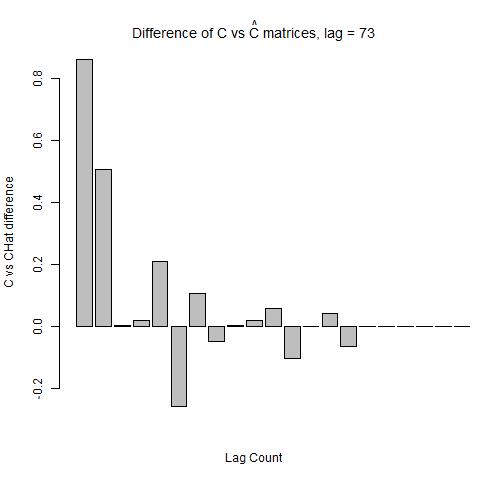 Difference of C vs Ĉ matrices, lag = 73
0.8
0.6
0.4
0.2
0.0
-0.2
C vs CHat difference
Lag Count